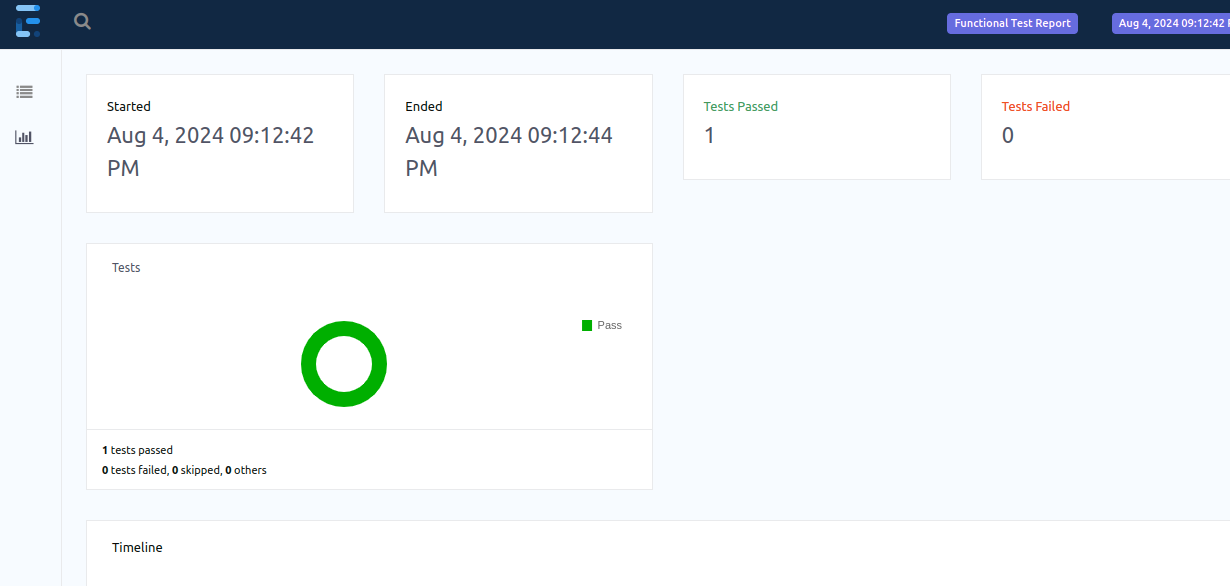 Functional Test Report
Aug 4, 2024 09:12:42
Started
Aug 4, 2024 09:12:42
PM
Ended
Aug 4, 2024 09:12:44
PM
Tests Passed
1
Tests Failed
0
Tests
Pass
1 tests passed
0 tests failed, 0 skipped, 0 others
Timeline